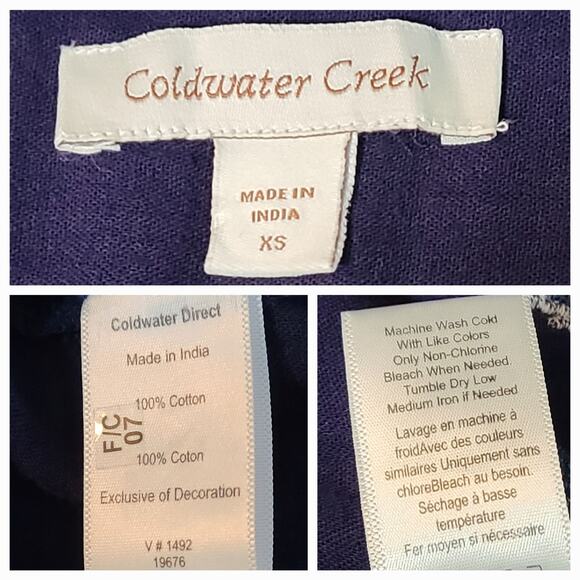 Coldwater Creek
MADE IN
INDIA
XS
Coldwater Direct
Made in India
100% Cotton
F/C
07
100% Coton
Exclusive of Decoration
V # 1492
19676
Machine Wash Cold
With Like Colors
Only Non-Chlorine
Bleach When Needed.
Tumble Dry Low
Medium Iron if Needed
Lavage en machine à
froidAvec des couleurs
similaires Uniquement sans
chloreBleach au besoin.
Séchage à basse
température
Fer moyen si nécessaire